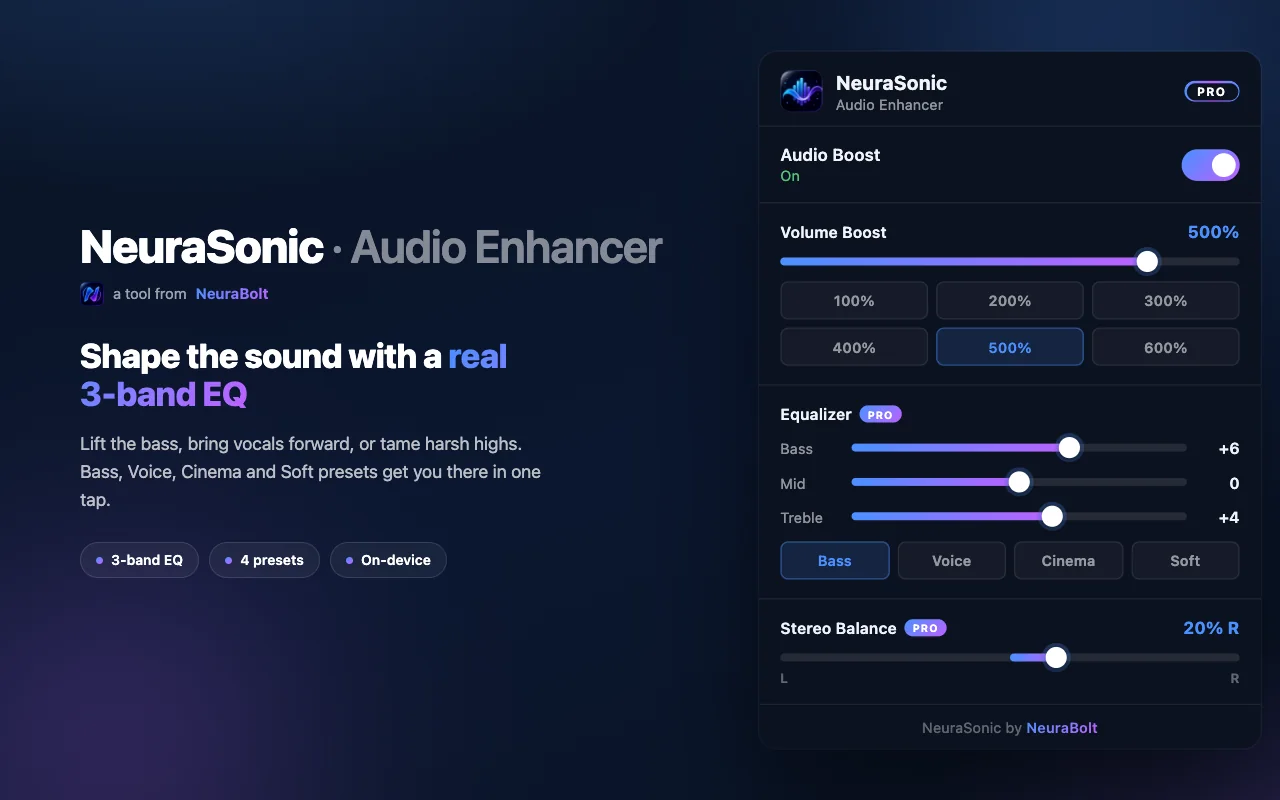 NeuraSonic · Audio Enhancer
a tool from NeuraBolt
Shape the sound with a real
3-band EQ
Lift the bass, bring vocals forward, or tame harsh highs.
Bass, Voice, Cinema and Soft presets get you there in one
tap.
3-band EQ
4 presets
On-device
NeuraSonic
Audio Enhancer
PRO
Audio Boost
On
Volume Boost
500%
100%
200%
300%
400%
500%
600%
Equalizer PRO
Bass
+6
Mid
0
Treble
+4
Bass
Voice
Cinema
Soft
Stereo Balance PRO
20% R
L
R
NeuraSonic by NeuraBolt